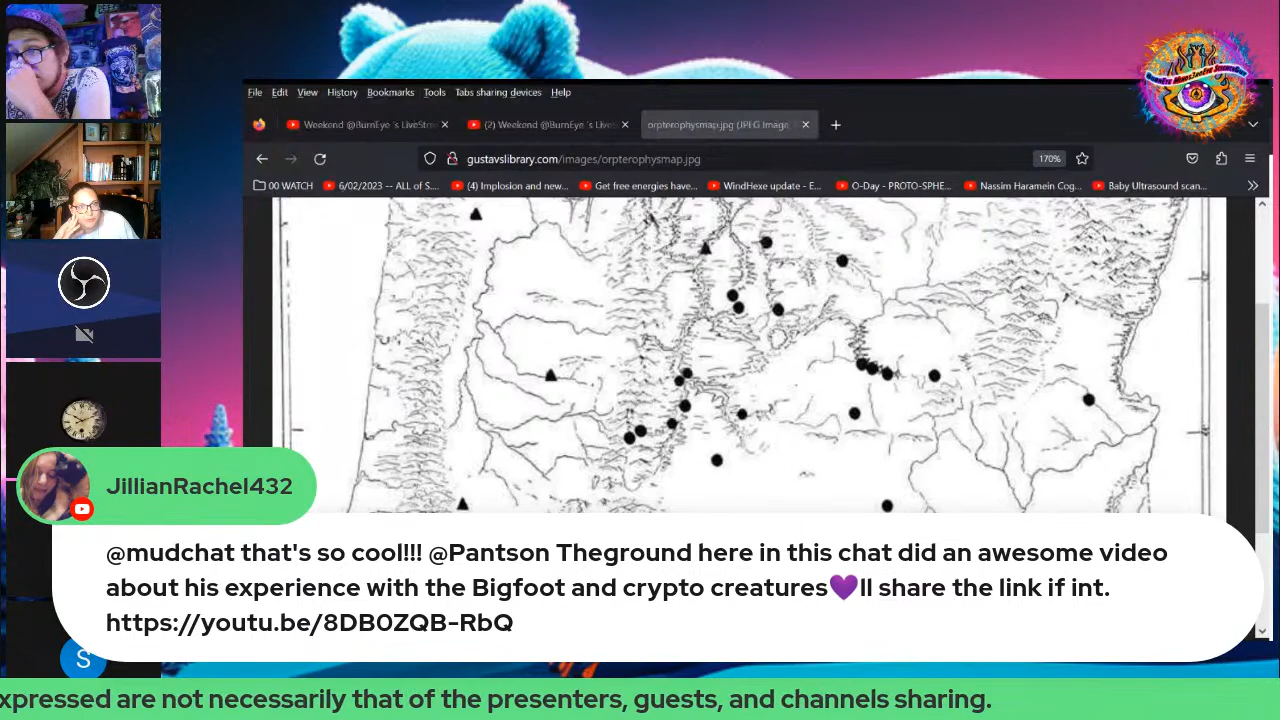 File Edit View History Bookmarks Tools Tabs sharing devices Help
Weekend @BurnEye 's LiveStre
(2) Weekend @BurnEye 's Live
orpterophysmap.jpg (JPEG Image,
gustavslibrary.com/images/orpterophysmap.jpg
170%
00 WATCH
6/02/2023 -- ALL of S...
(4) Implosion and new...
Get free energies have...
WindHexe update - E...
O-Day - PROTO-SPHE...
Nassim Haramein Cog...
Baby Ultrasound scan...
JillianRachel432
@mudchat that's so cool!!! @Pantson Theground here in this chat did an awesome video
about his experience with the Bigfoot and crypto creatures💜ll share the link if int.
https://youtu.be/8DB0ZQB-RbQ
S
xpressed are not necessarily that of the presenters, guests, and channels sharing.